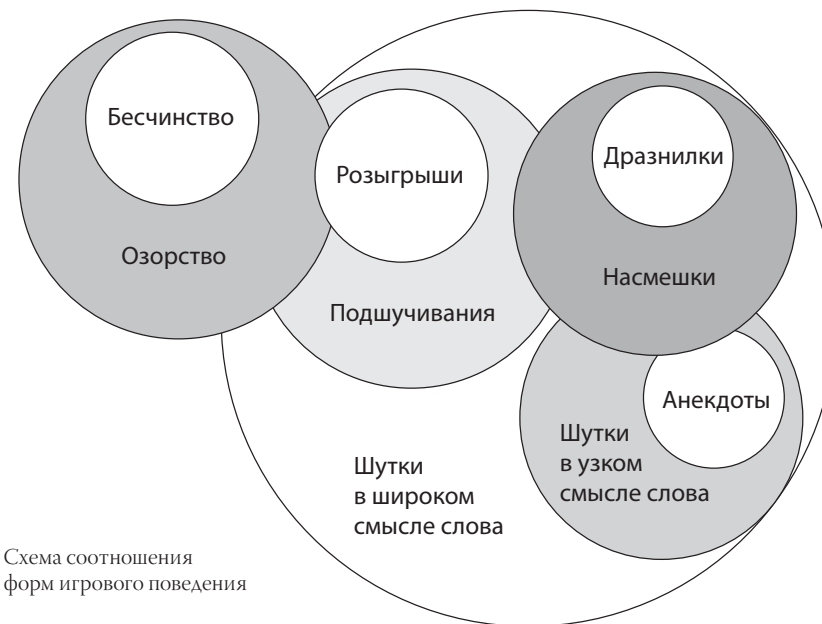 Бесчинство
Дразнилки
Розыгрыши
Озорство
Насмешки
Подшучивания
Анекдоты
Шутки
в узком
смысле слова
Шутки
в широком
смысле слова
Схема соотношения
форм игрового поведения